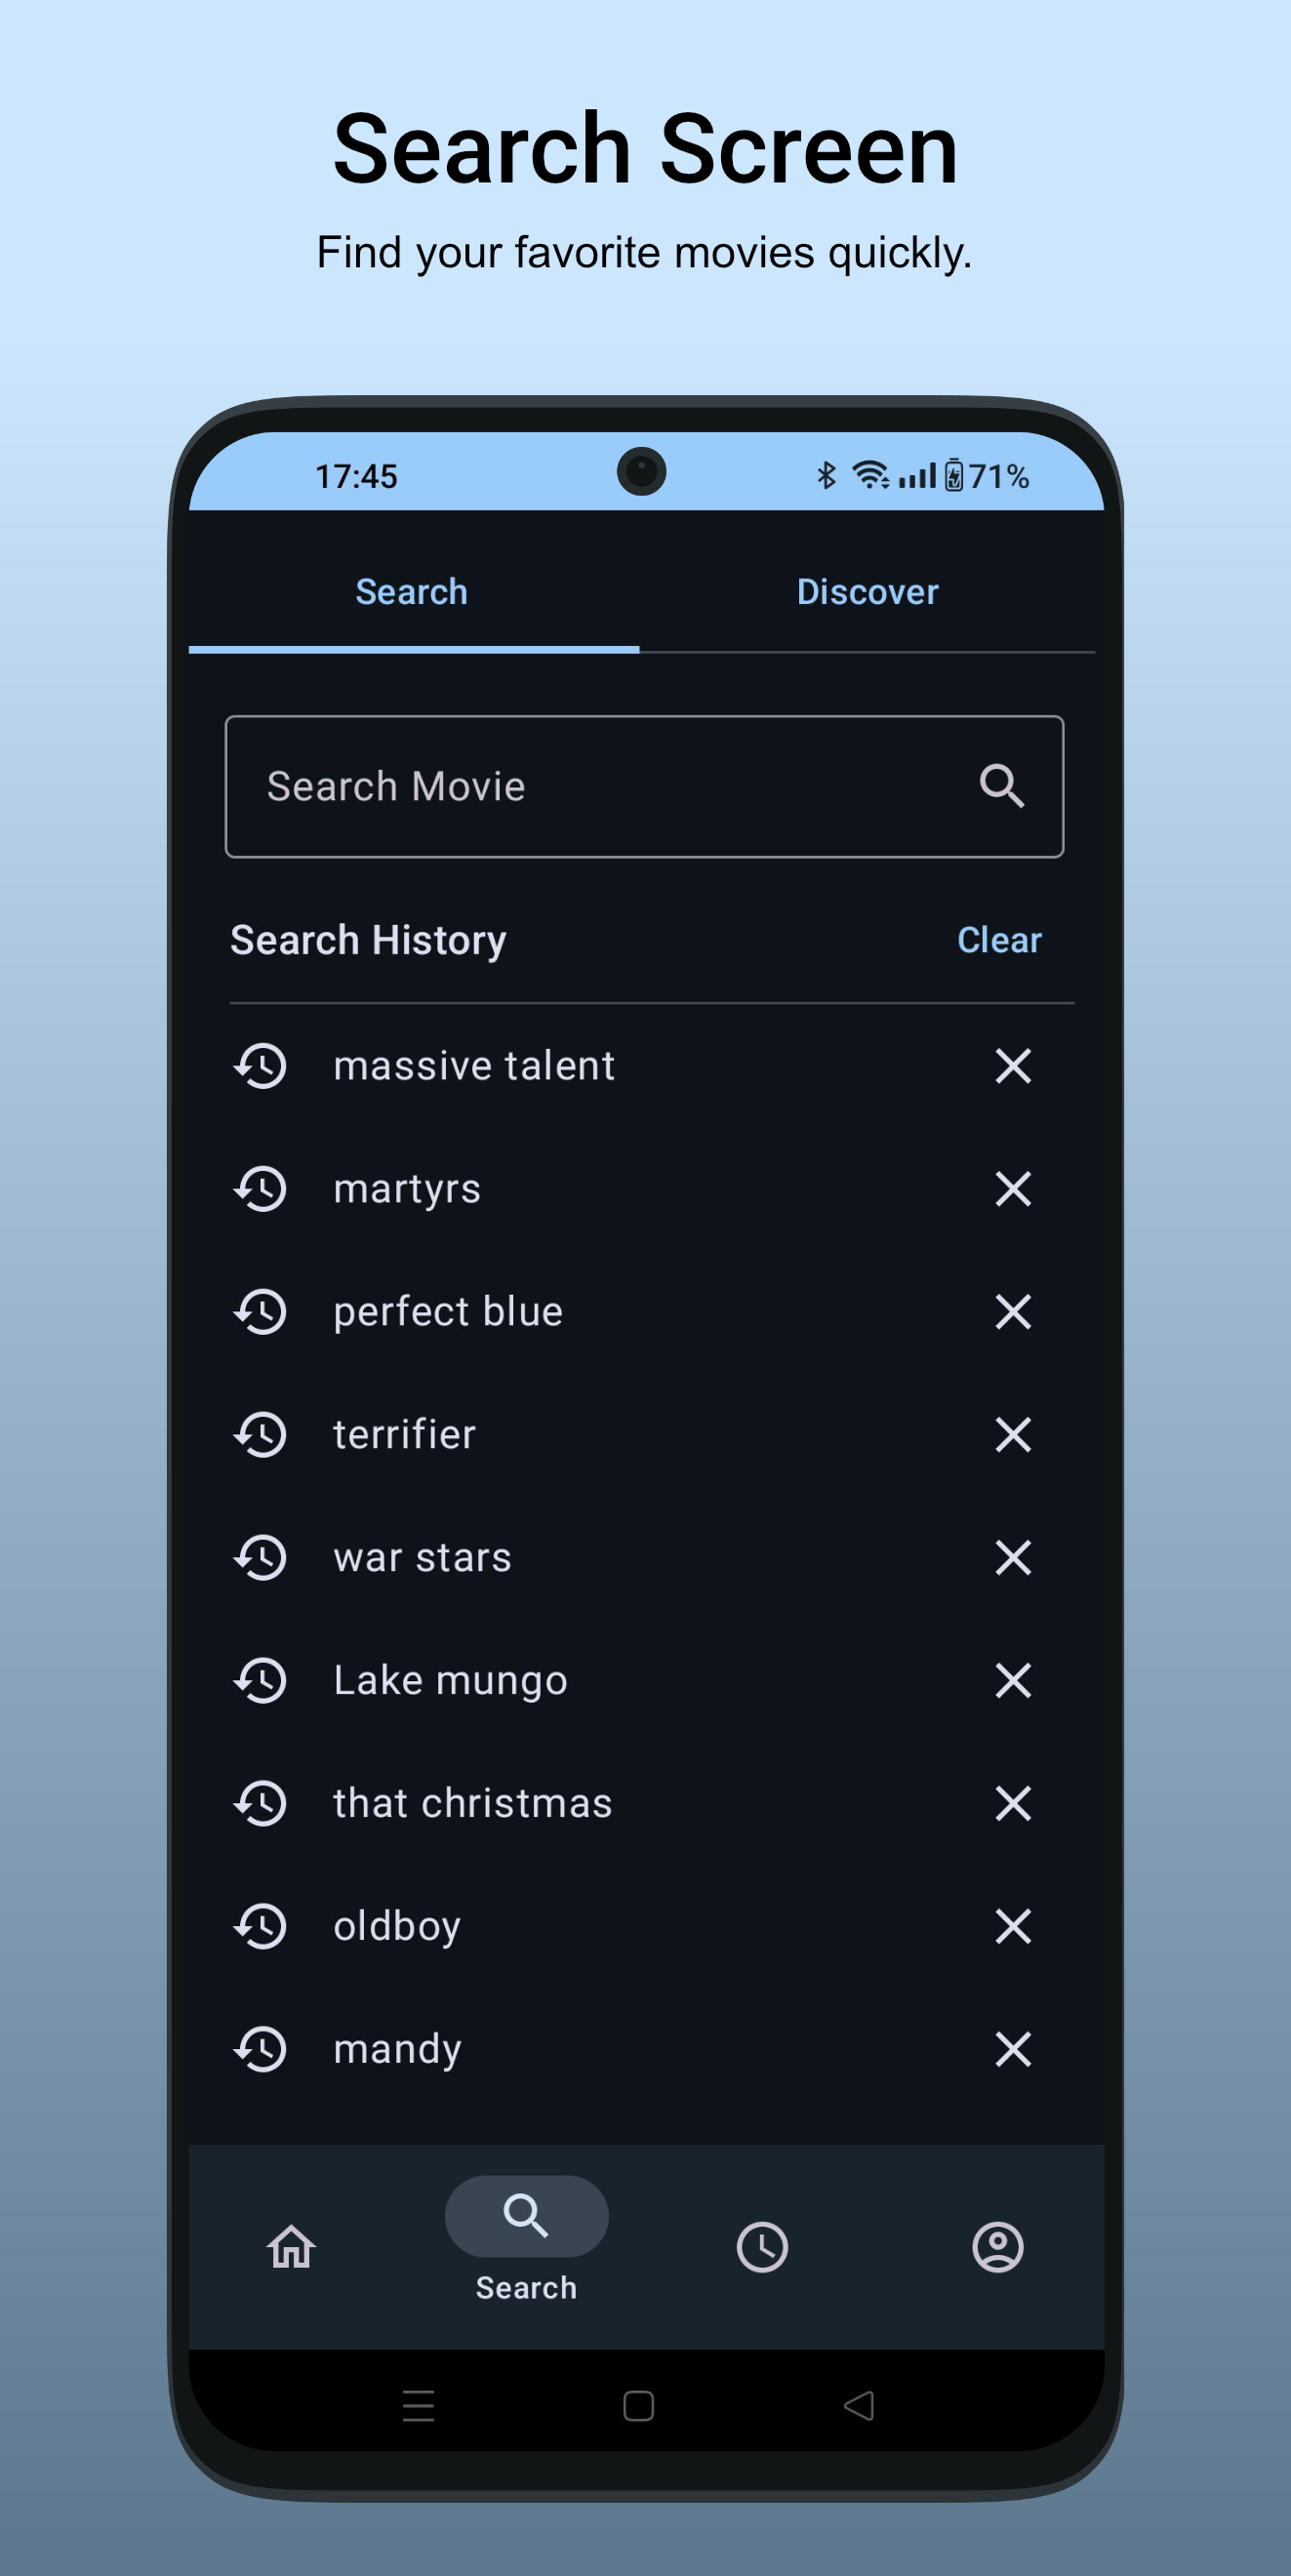 Search Screen
Find your favorite movies quickly.
17:45 71%
Search Discover
Search Movie
Search History Clear
massive talent
martyrs
perfect blue
terrifier
war stars
Lake mungo
that christmas
oldboy
mandy
Search